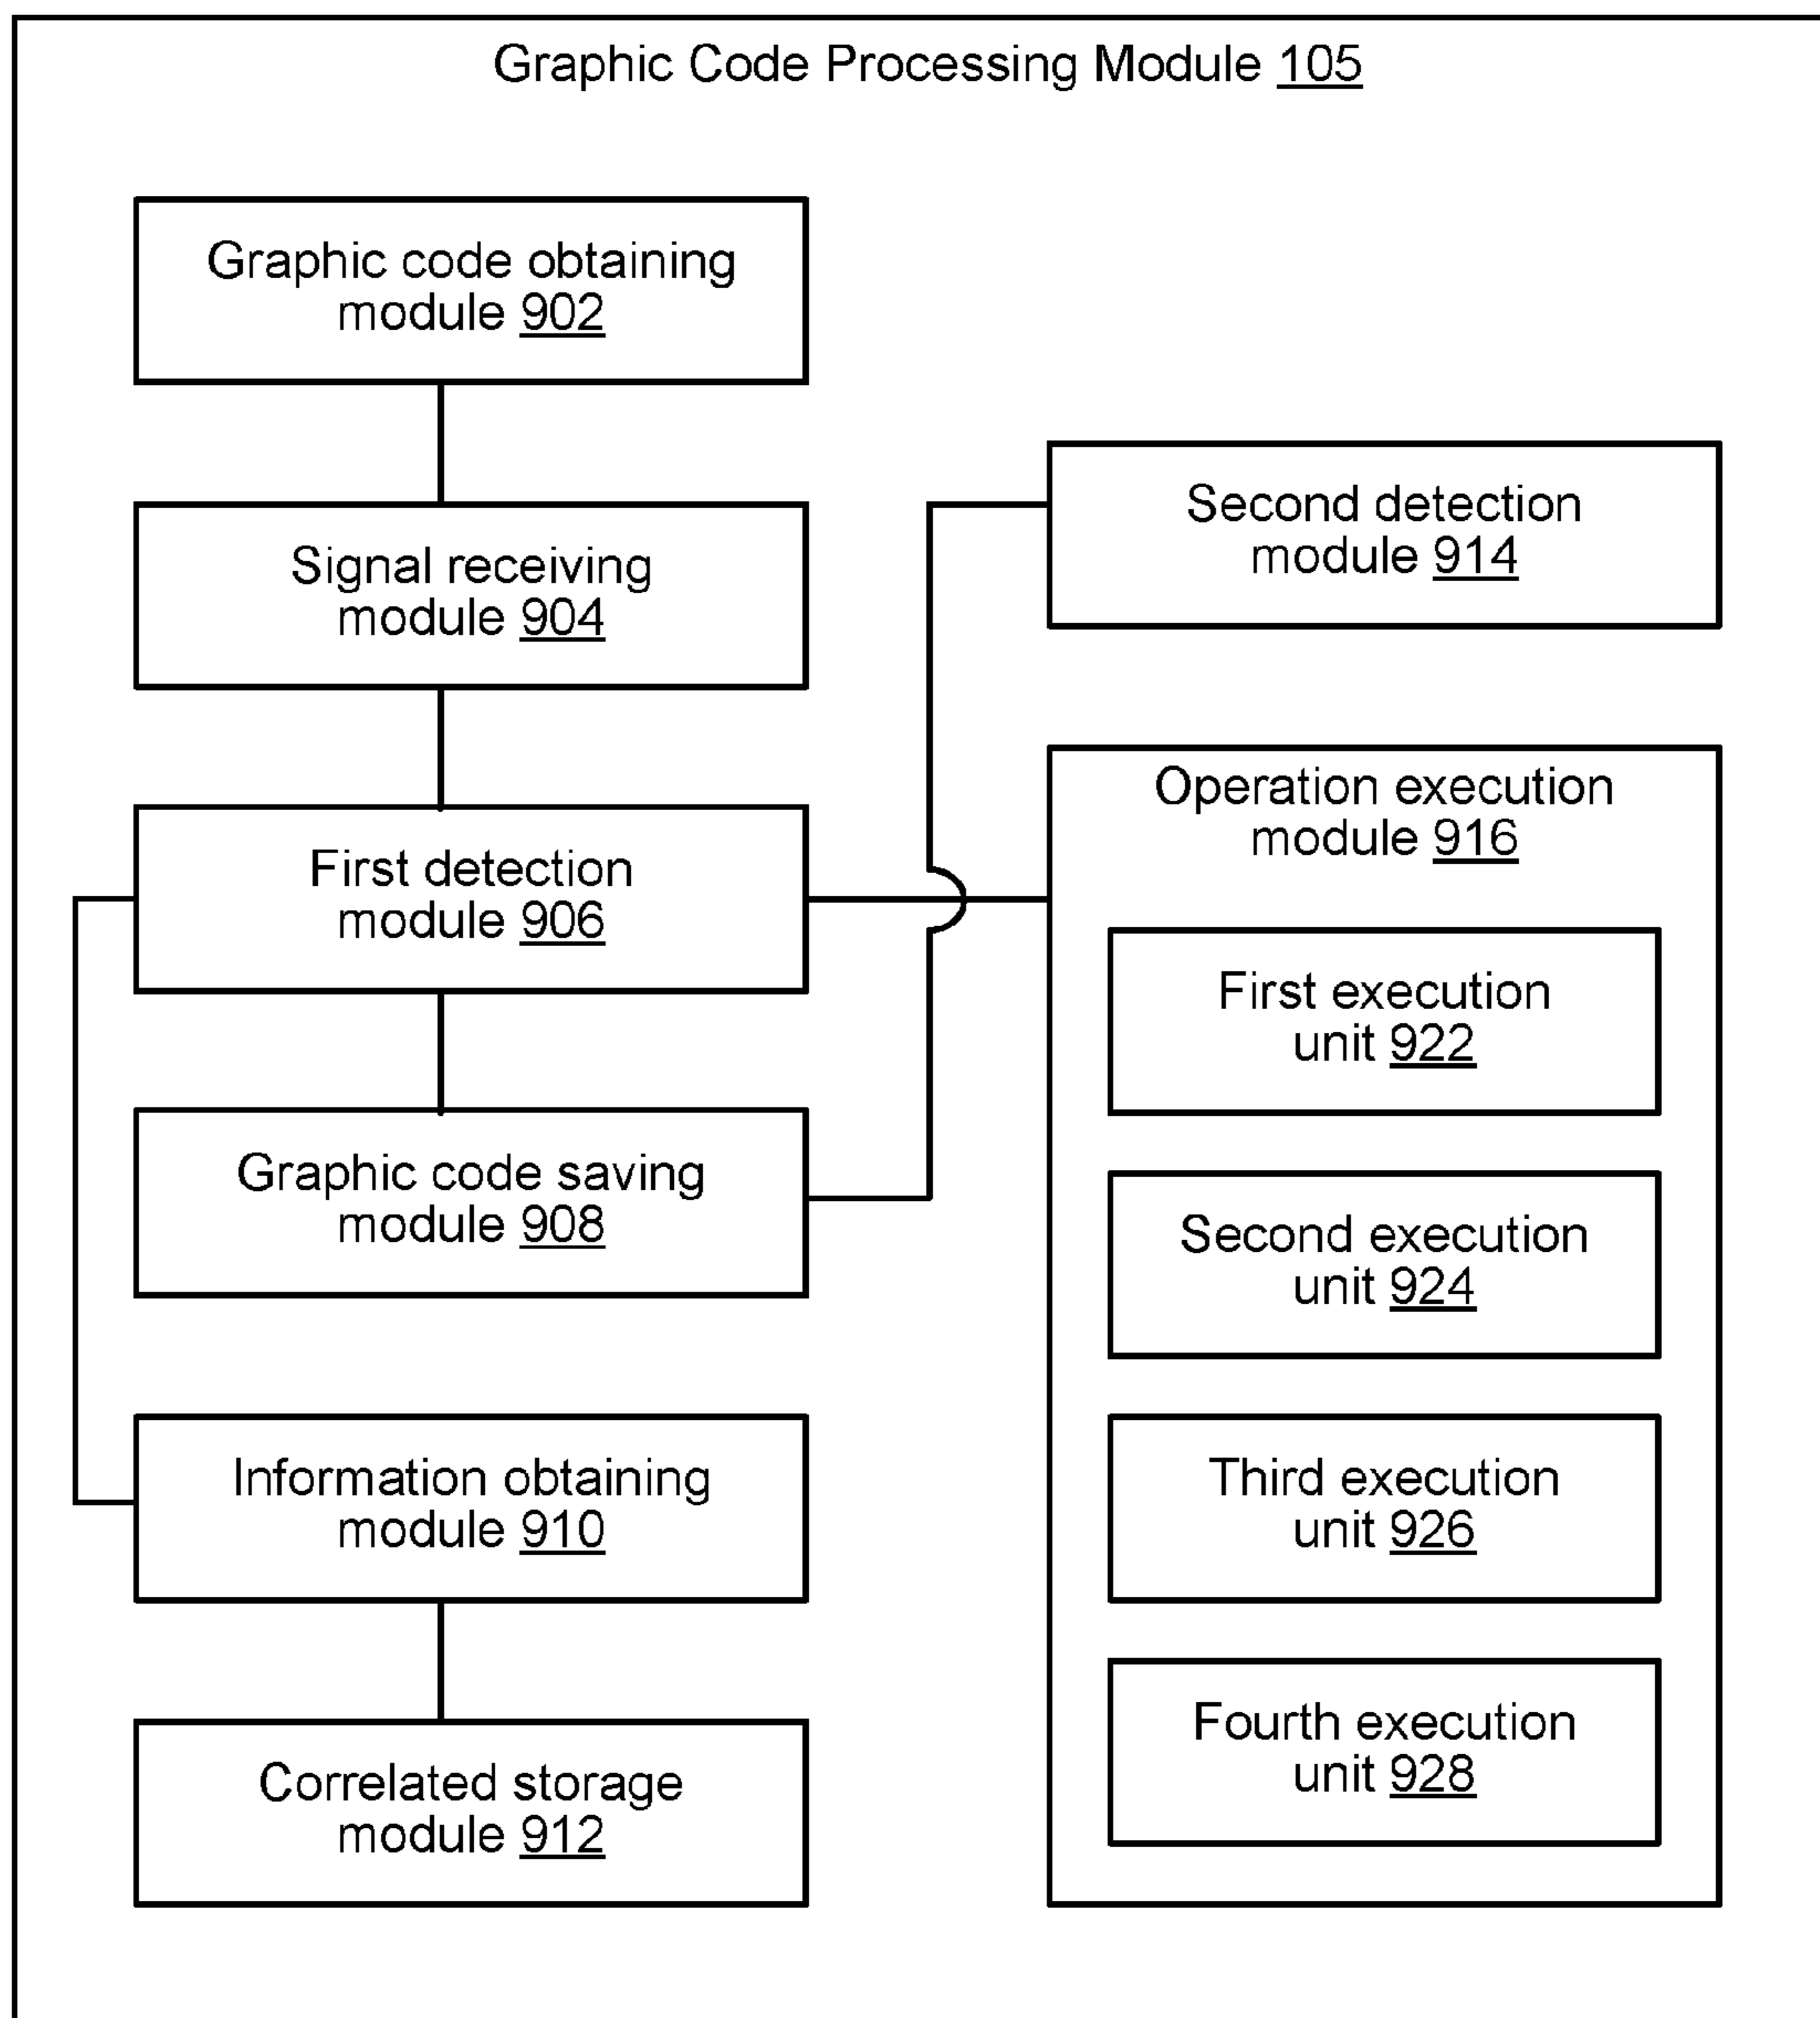 Graphic Code Processing Module 105
Graphic code obtaining
module 902
Signal receiving
module 904
First detection
module 906
Graphic code saving
module 908
Information obtaining
module 910
Correlated storage
module 912
Second detection
module 914
Operation execution
module 916
First execution
unit 922
Second execution
unit 924
Third execution
unit 926
Fourth execution
unit 928